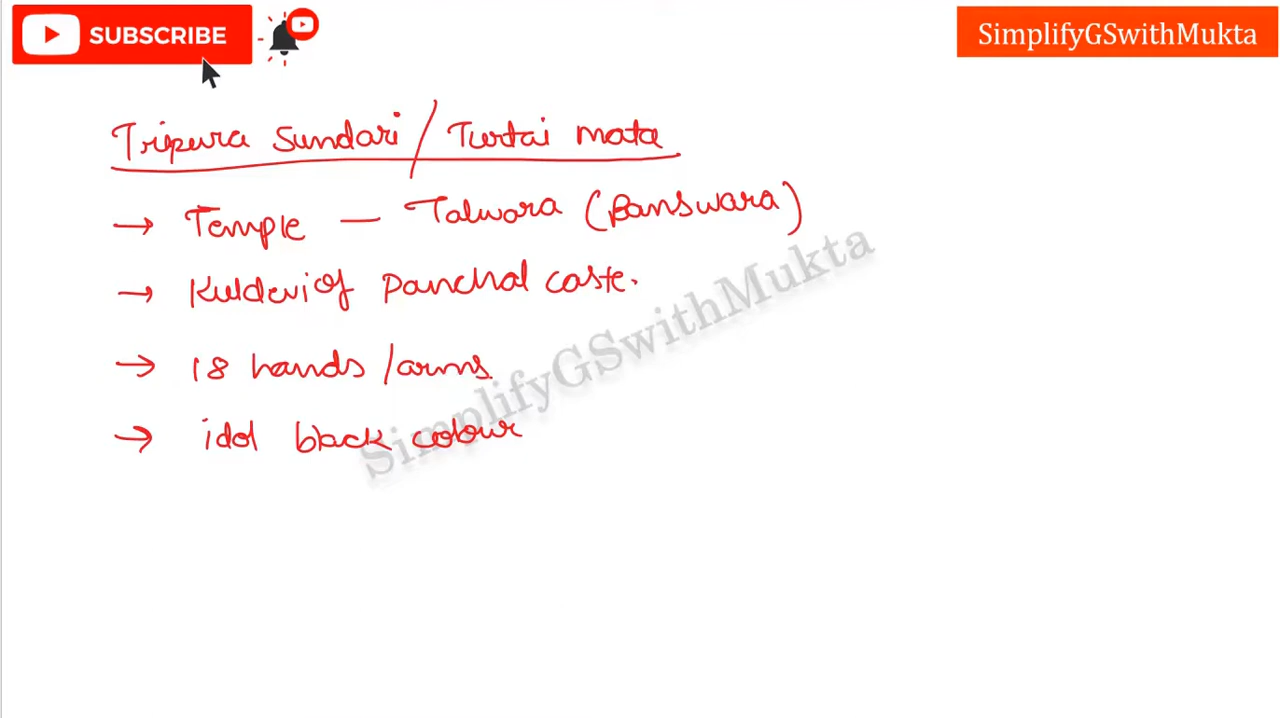 SUBSCRIBE
SimplifyGSwithMukta
Tripura Sundari / Turtai mata
→ Temple — Talwara (Banswara)
→ Kuldevi of Panchal caste.
→ 18 hands / arms
→ idol black colour
SimplifyGSwithMukta